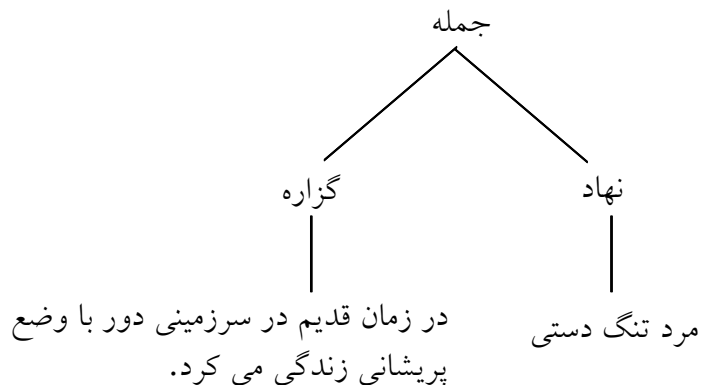 جمله
نهاد
گزاره
مرد تنگ دستی
در زمان قدیم در سرزمینی دور با وضع
پریشانی زندگی می کرد.